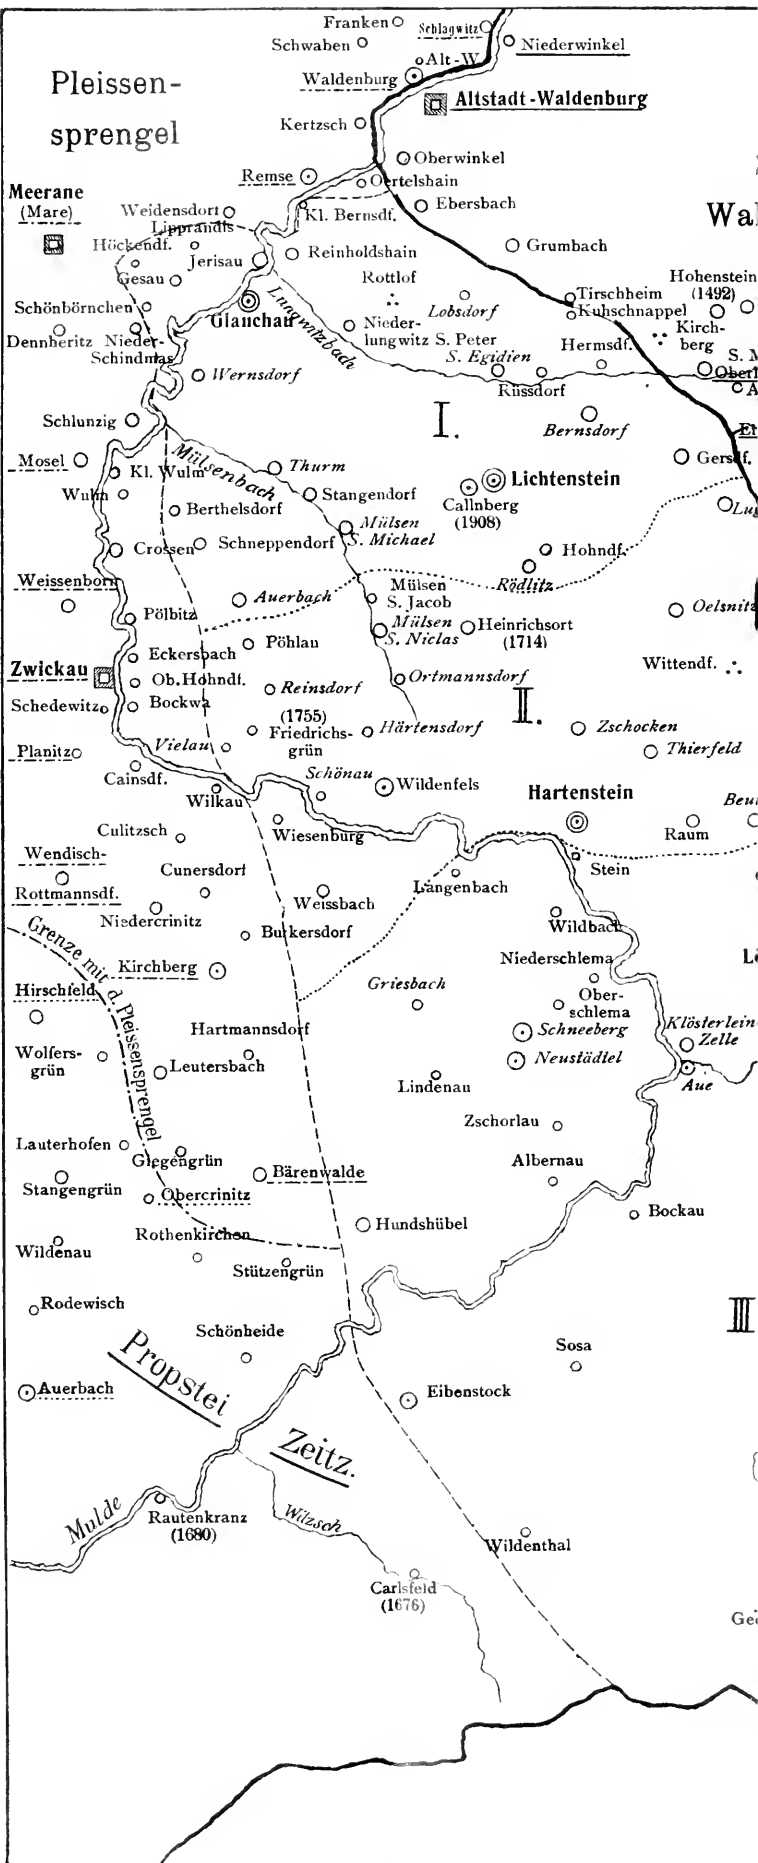 Franken
Schlagwitz
Schwaben
Niederwinkel
Alt-W.
Waldenburg
Pleissen-
sprengel
Altstadt-Waldenburg
Kertzsch
Oberwinkel
Remse
Oertelshain
Meerane
(Mare)
Weidensdorf
Kl. Bernsdf.
Ebersbach
Lipprandis
Höckendf.
Grumbach
Jerisau
Reinholdshain
Gesau
Rottlof
Hohenstein
(1492)
Tirschheim
Lobsdorf
Schönbörnchen
Glauchau
Lungwitzbach
Kuhschnappel
Dennheritz
Nieder-
Schindmas
Nieder-
lungwitz
S. Peter
Kirch-
berg
S. Egidien
Hermsdf.
Wernsdorf
Rüssdorf
I.
Schlunzig
Bernsdorf
Mosel
Kl. Wulm
Mülsenbach
Thurm
Gersdf.
Wulm
Stangendorf
Lichtenstein
Callnberg
(1908)
Berthelsdorf
Mülsen
S. Michael
Crossen
Schneppendorf
Hohndf.
Weissenborn
Rödlitz
Auerbach
Mülsen
S. Jacob
Oelsnitz
Pölbitz
Mülsen
S. Niclas
Heinrichsort
(1714)
Pöhlau
Eckersbach
Zwickau
Ob. Hohndf.
Ortmannsdorf
Wittendf.
Reinsdorf
Schedewitz
Bockwa
II.
(1755)
Friedrichs-
grün
Härtensdorf
Zschocken
Planitz
Vielau
Thierfeld
Cainsdf.
Schönau
Wildenfels
Wilkau
Hartenstein
Culitzsch
Wiesenburg
Raum
Wendisch-
Rottmannsdf.
Stein
Cunersdorf
Langenbach
Weissbach
Niedercrinitz
Wildbach
Grenze mit d. Pleissensprengel
Burkersdorf
Kirchberg
Niederschlema
Hirschfeld
Griesbach
Ober-
schlema
Hartmannsdorf
Schneeberg
Klösterlein
Zelle
Wolfers-
grün
Leutersbach
Neustädtel
Lindenau
Aue
Zschorlau
Lauterhofen
Giegengrün
Albernau
Stangengrün
Bärenwalde
Obercrinitz
Bockau
Hundshübel
Rothenkirchen
Wildenau
Stützengrün
Rodewisch
III
Schönheide
Sosa
Propstei
Zeitz.
Auerbach
Eibenstock
Mulde
Rautenkranz
(1680)
Wilzsch
Wildenthal
Carlsfeld
(1676)